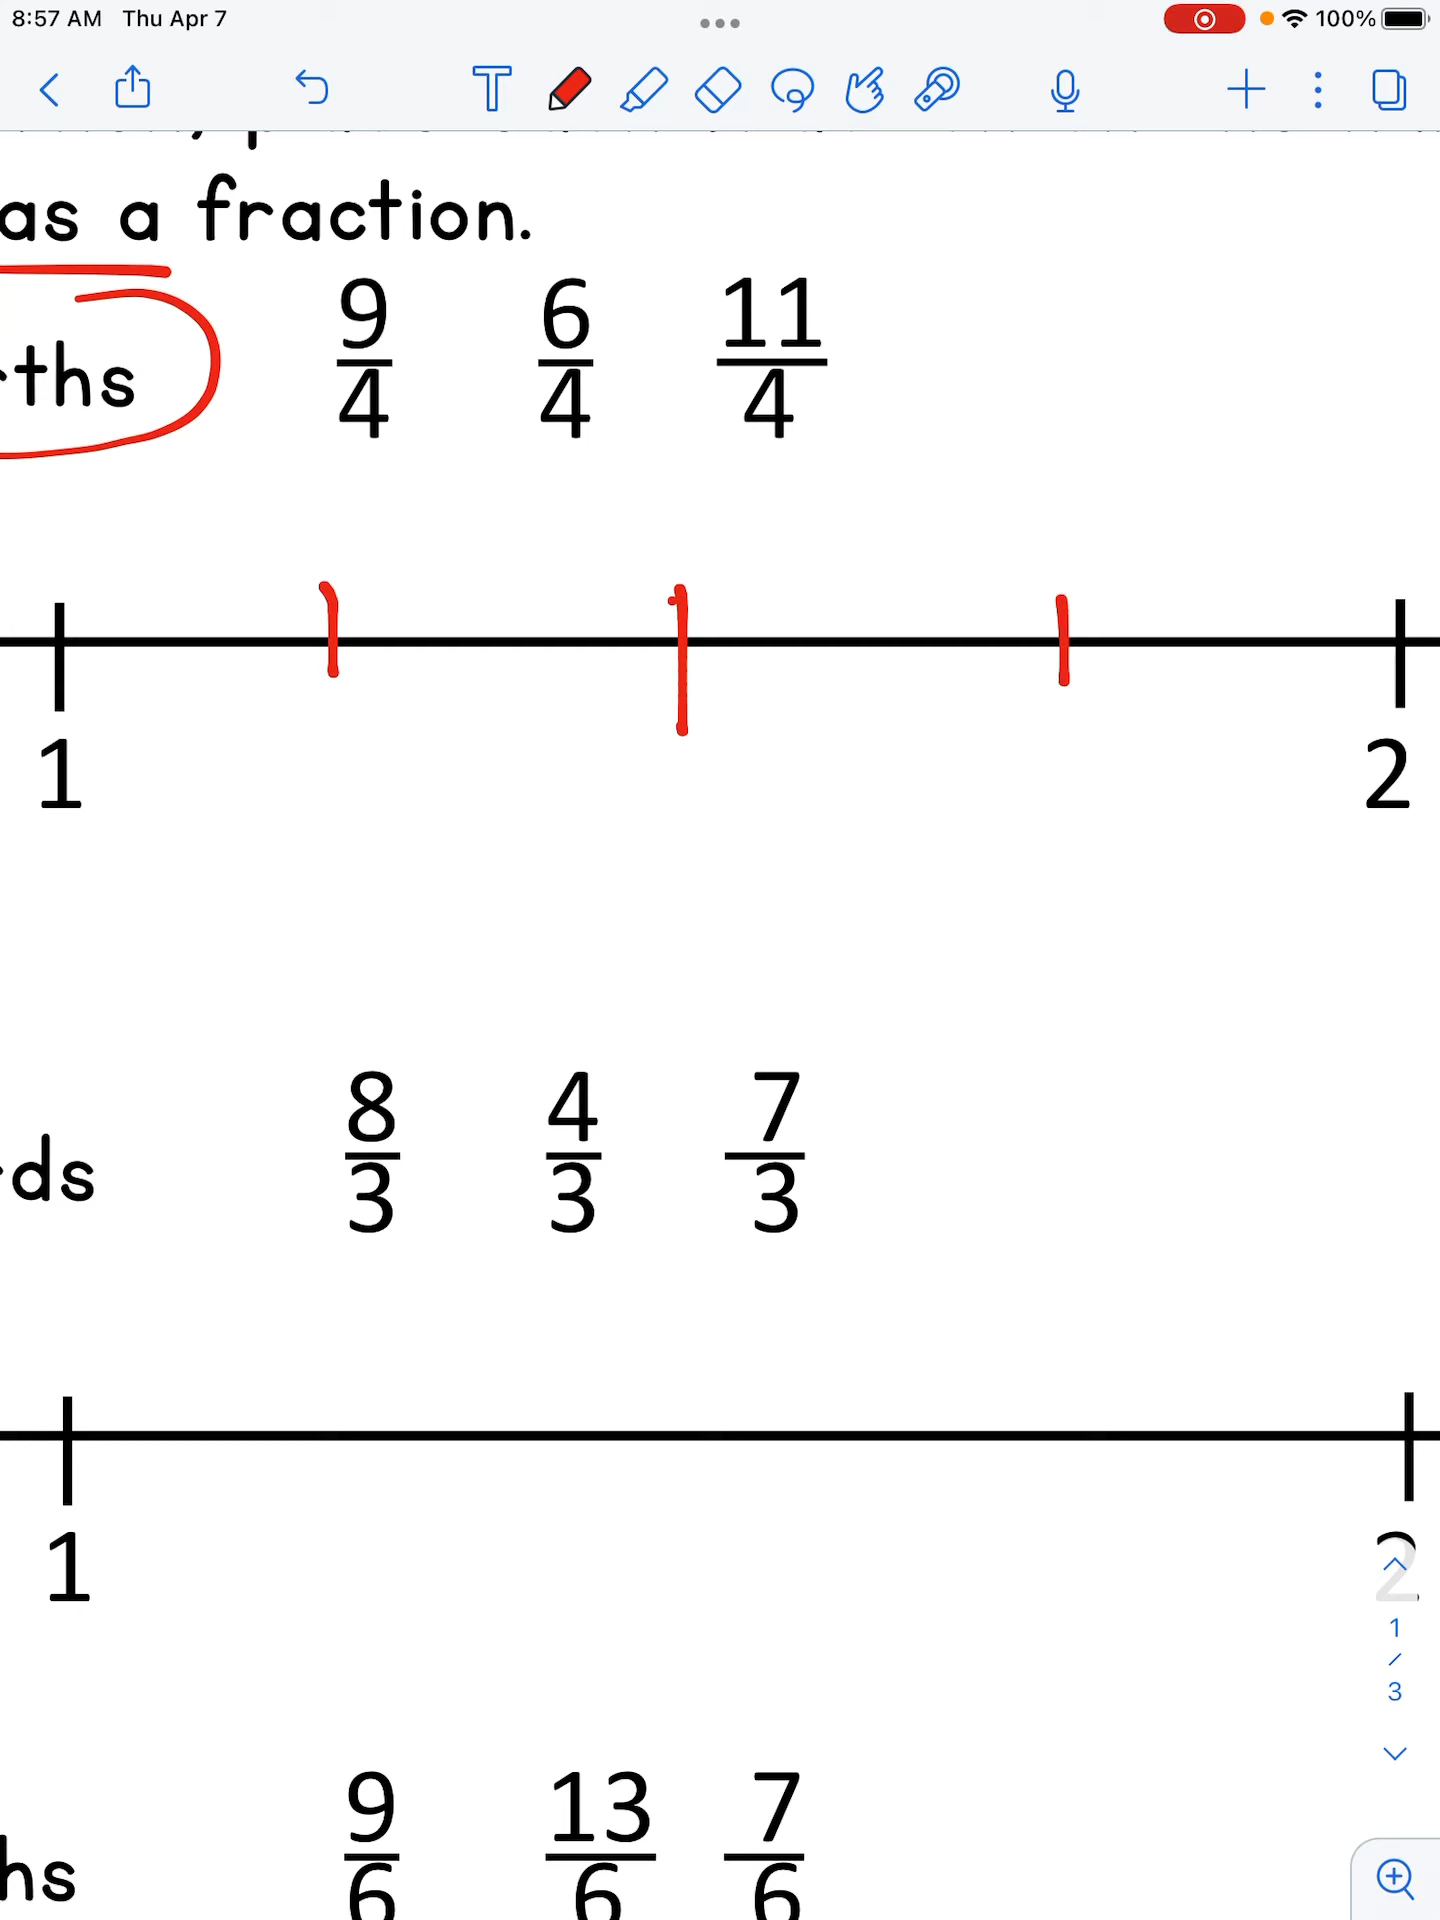 8:57 AM Thu Apr 7 100%
as a fraction.
9/4 6/4 11/4
ths
1 2
8/3 4/3 7/3
ds
1 2
1
/
3
9/6 13/6 7/6
hs